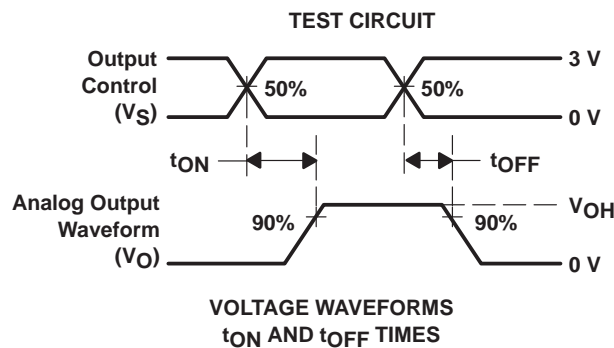 TEST CIRCUIT
Output
Control
(VS)
50%
50%
3 V
0 V
tON
tOFF
Analog Output
Waveform
(VO)
90%
90%
VOH
0 V
VOLTAGE WAVEFORMS
tON AND tOFF TIMES